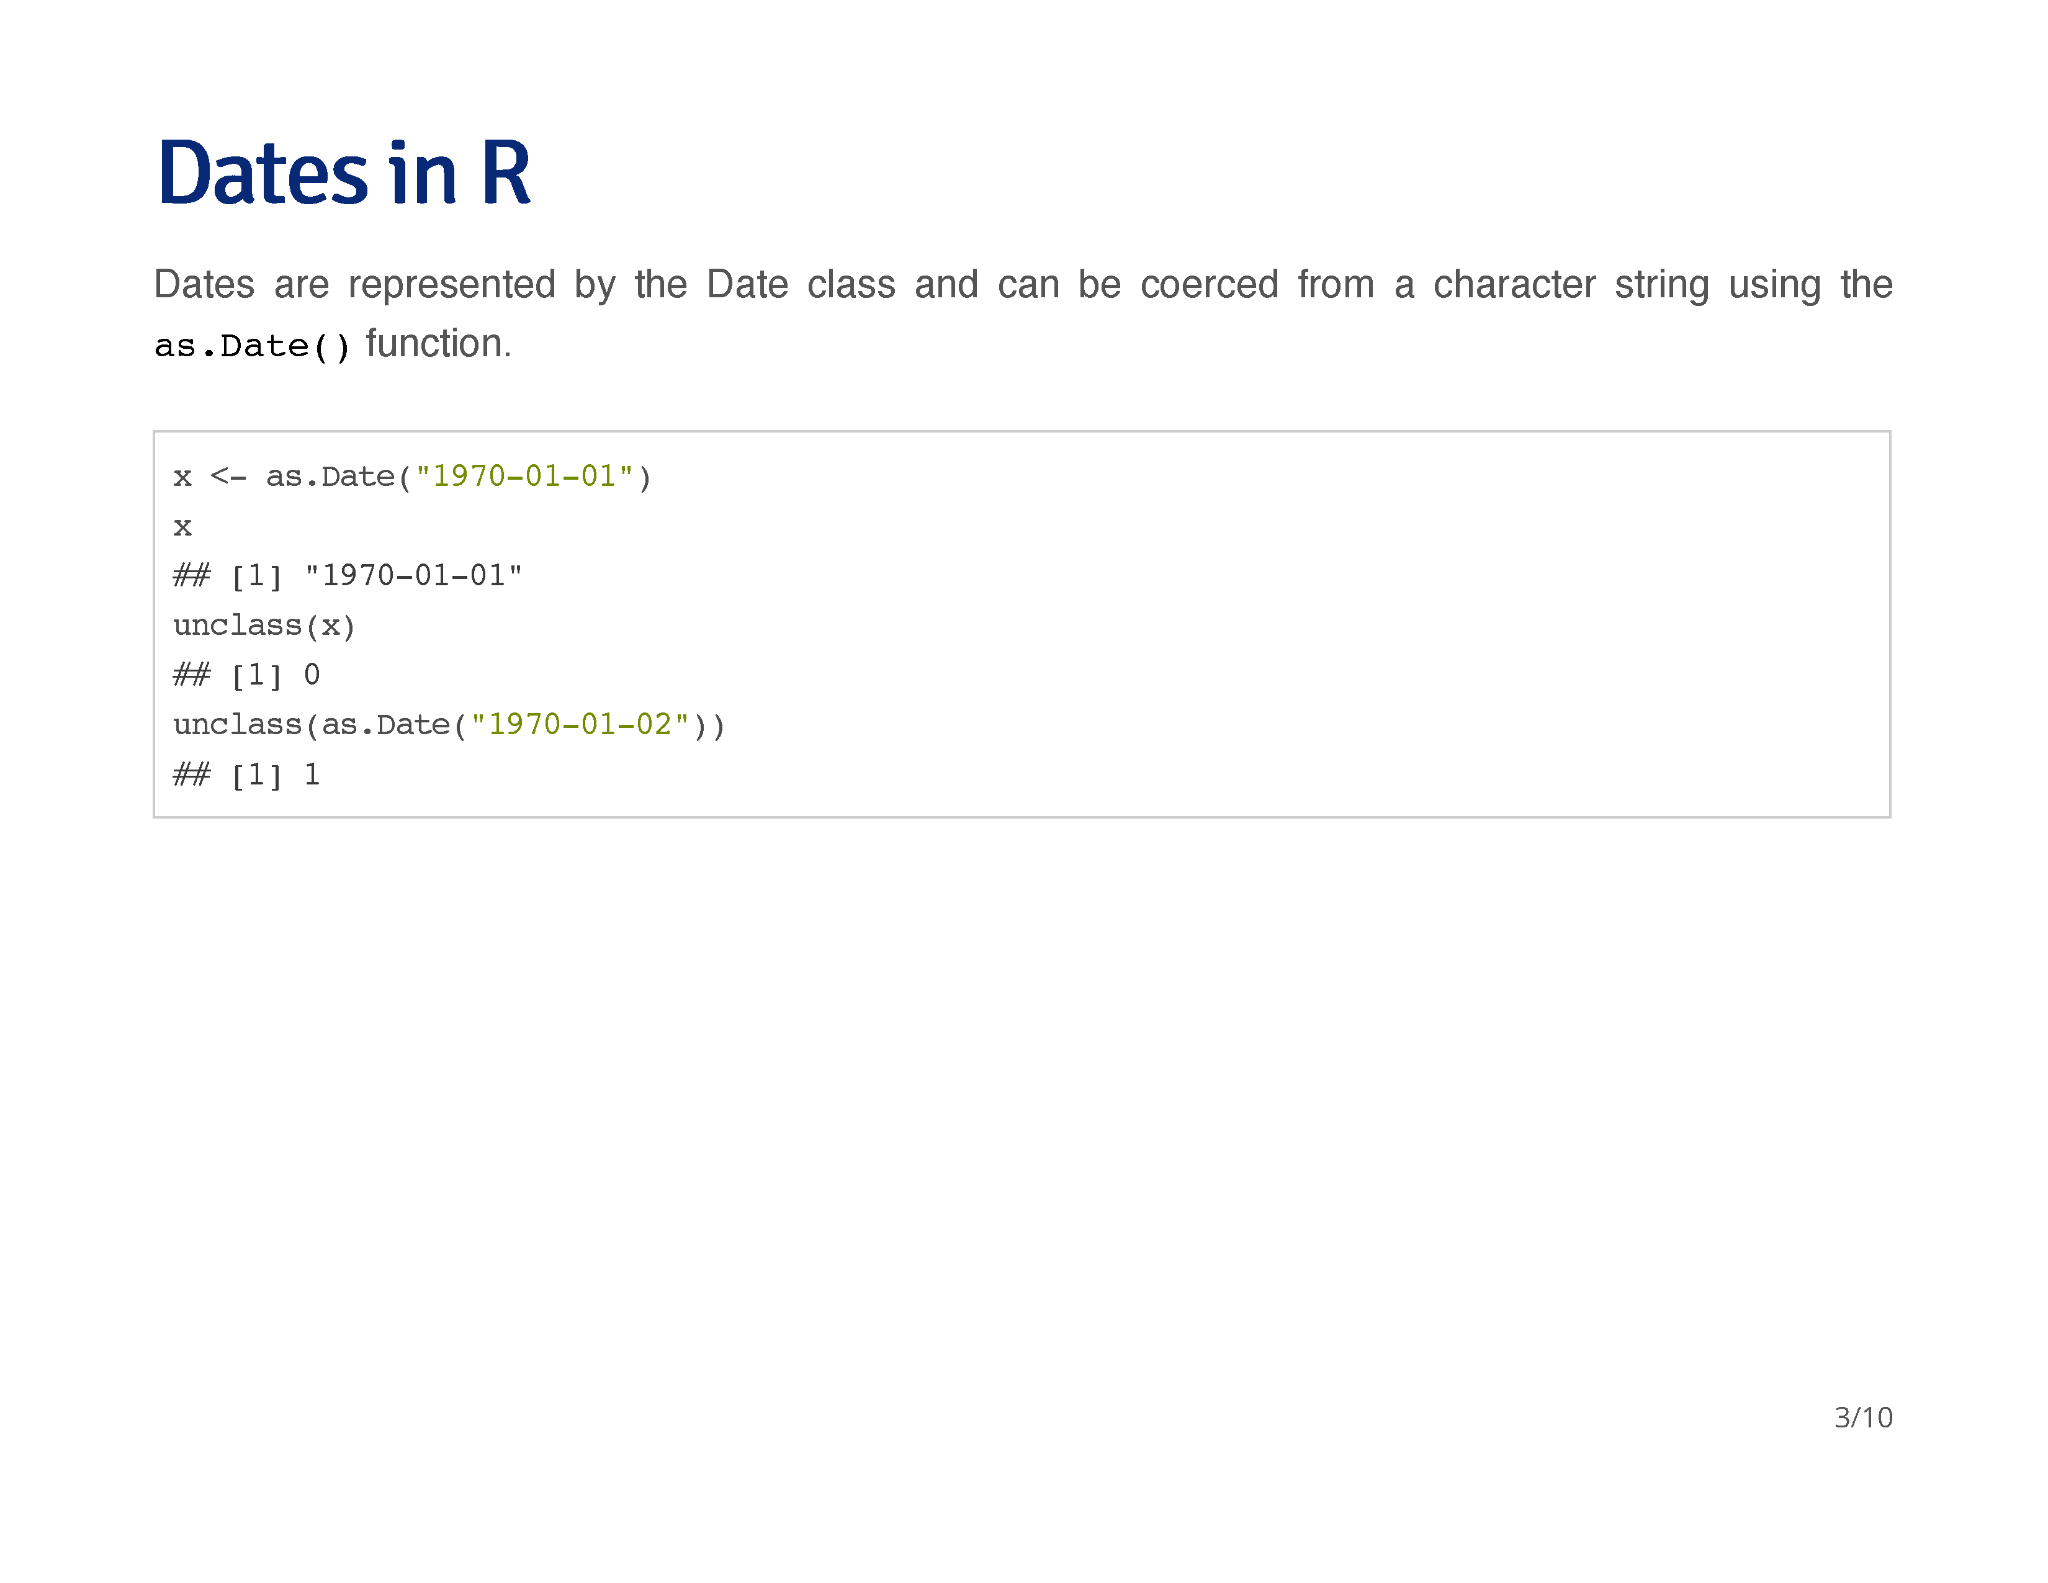 Dates in R
Dates are represented by the Date class and can be coerced from a character string using the
as.Date() function.
x <- as.Date("1970-01-01")
x
## [1] "1970-01-01"
unclass(x)
## [1] 0
unclass(as.Date("1970-01-02"))
## [1] 1
3/10